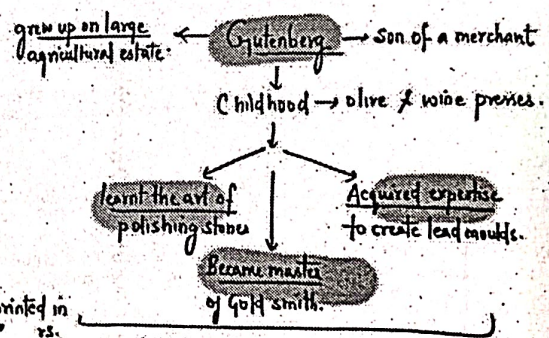 grew up on large
agricultural estate.
Gutenberg
son of a merchant
Childhood → olive & wine presses.
learnt the art of
polishing stones
Acquired expertise
to create lead moulds.
Became master
of Gold smith.
rinted in
rs.